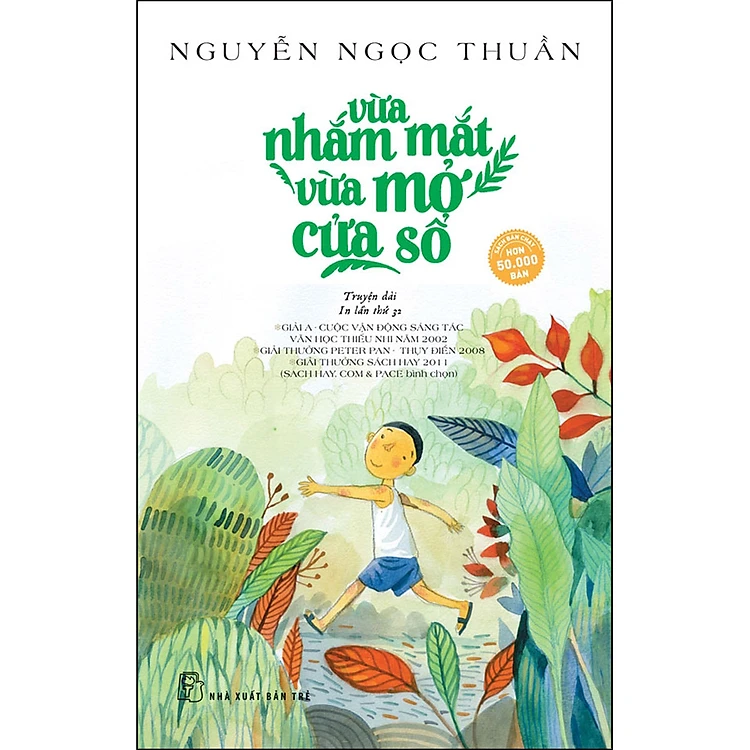 NGUYỄN NGỌC THUẦN
vừa
nhắm mắt
vừa mở
cửa sổ
SÁCH BÁN CHẠY
HƠN
50.000
BẢN
Truyện dài
In lần thứ 32
*GIẢI A - CUỘC VẬN ĐỘNG SÁNG TÁC
VĂN HỌC THIẾU NHI NĂM 2002
*GIẢI THƯỞNG PETER PAN - THỤY ĐIỂN 2008
*GIẢI THƯỞNG SÁCH HAY 2011
(SACH HAY. COM & PACE bình chọn)
NHÀ XUẤT BẢN TRẺ